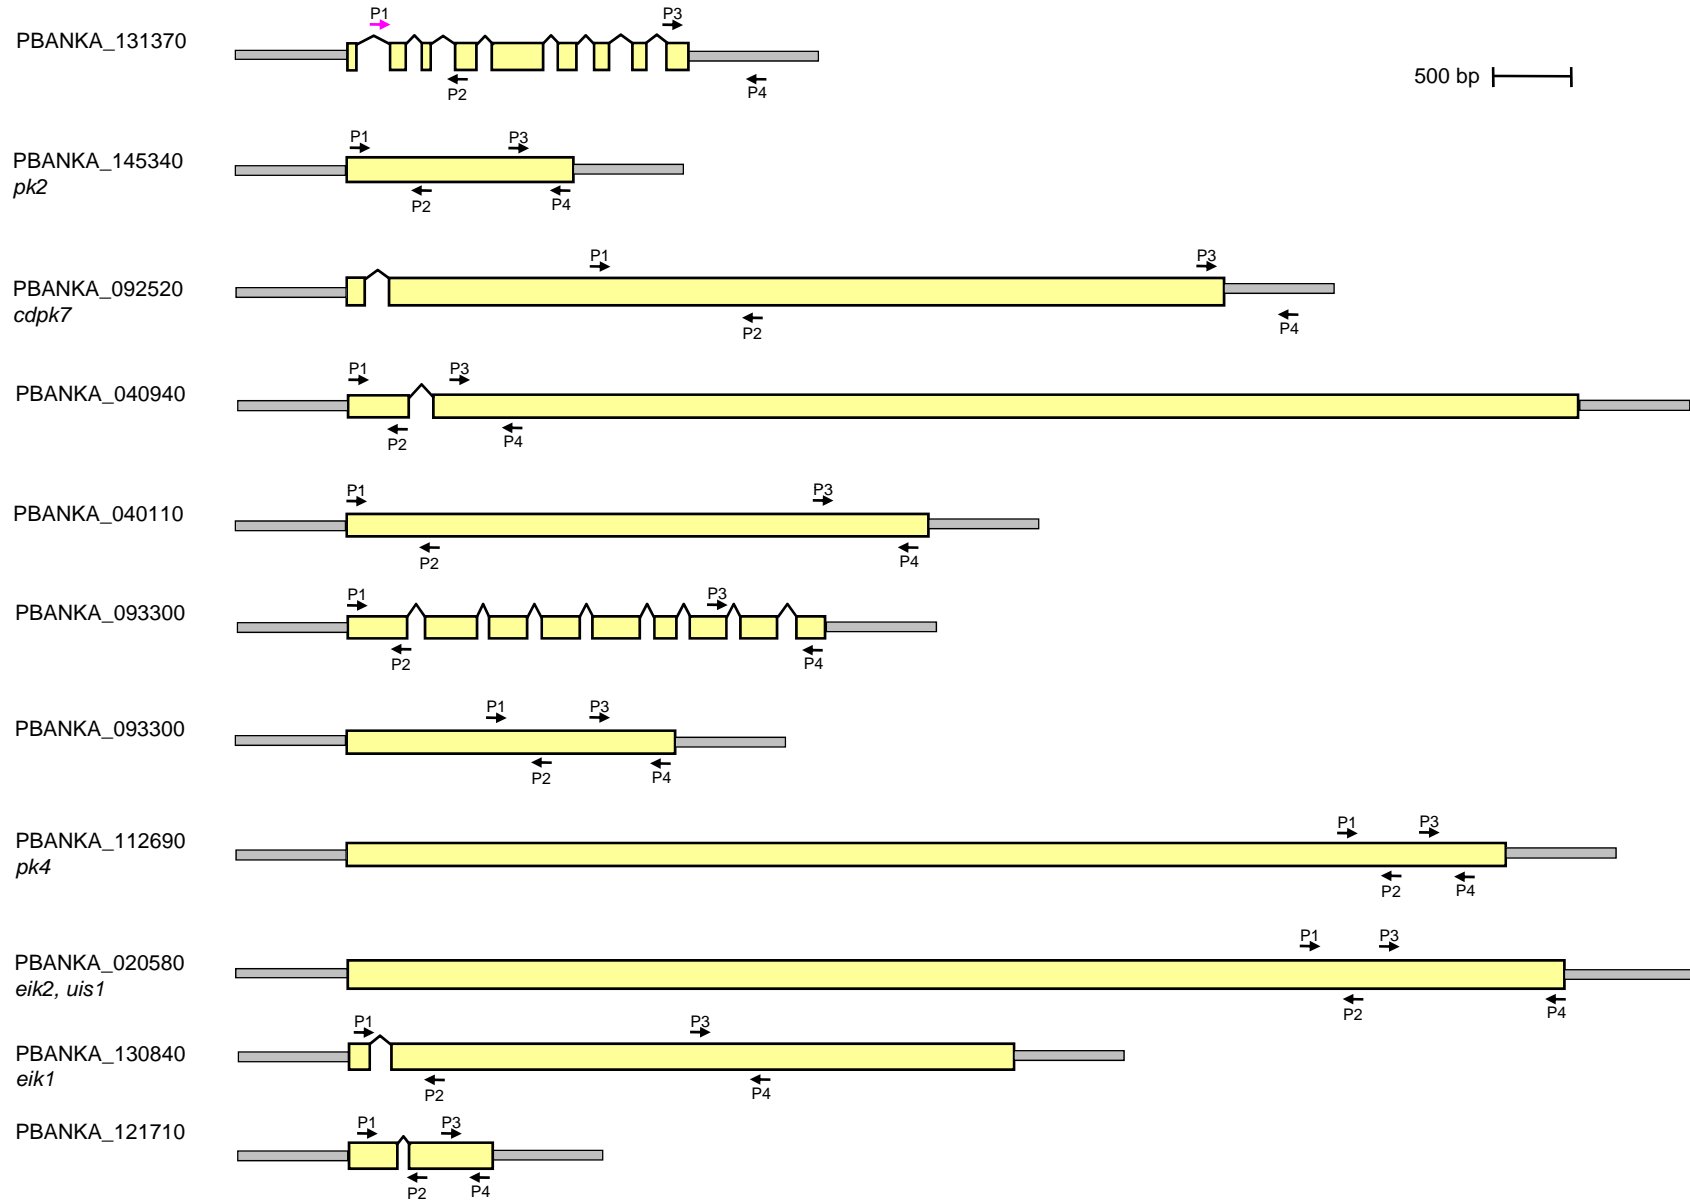 P1 P3
PBANKA_131370
500 bp
P2 P4
P1 P3
PBANKA_145340
pk2
P2 P4
P1 P3
PBANKA_092520
cdpk7
P2 P4
P1 P3
PBANKA_040940
P2 P4
P1 P3
PBANKA_040110
P2 P4
P1 P3
PBANKA_093300
P2 P4
P1 P3
PBANKA_093300
P2 P4
P1 P3
PBANKA_112690
pk4
P2 P4
P1 P3
PBANKA_020580
eik2, uis1
P2 P4
P1 P3
PBANKA_130840
eik1
P2 P4
P1 P3
PBANKA_121710
P2 P4